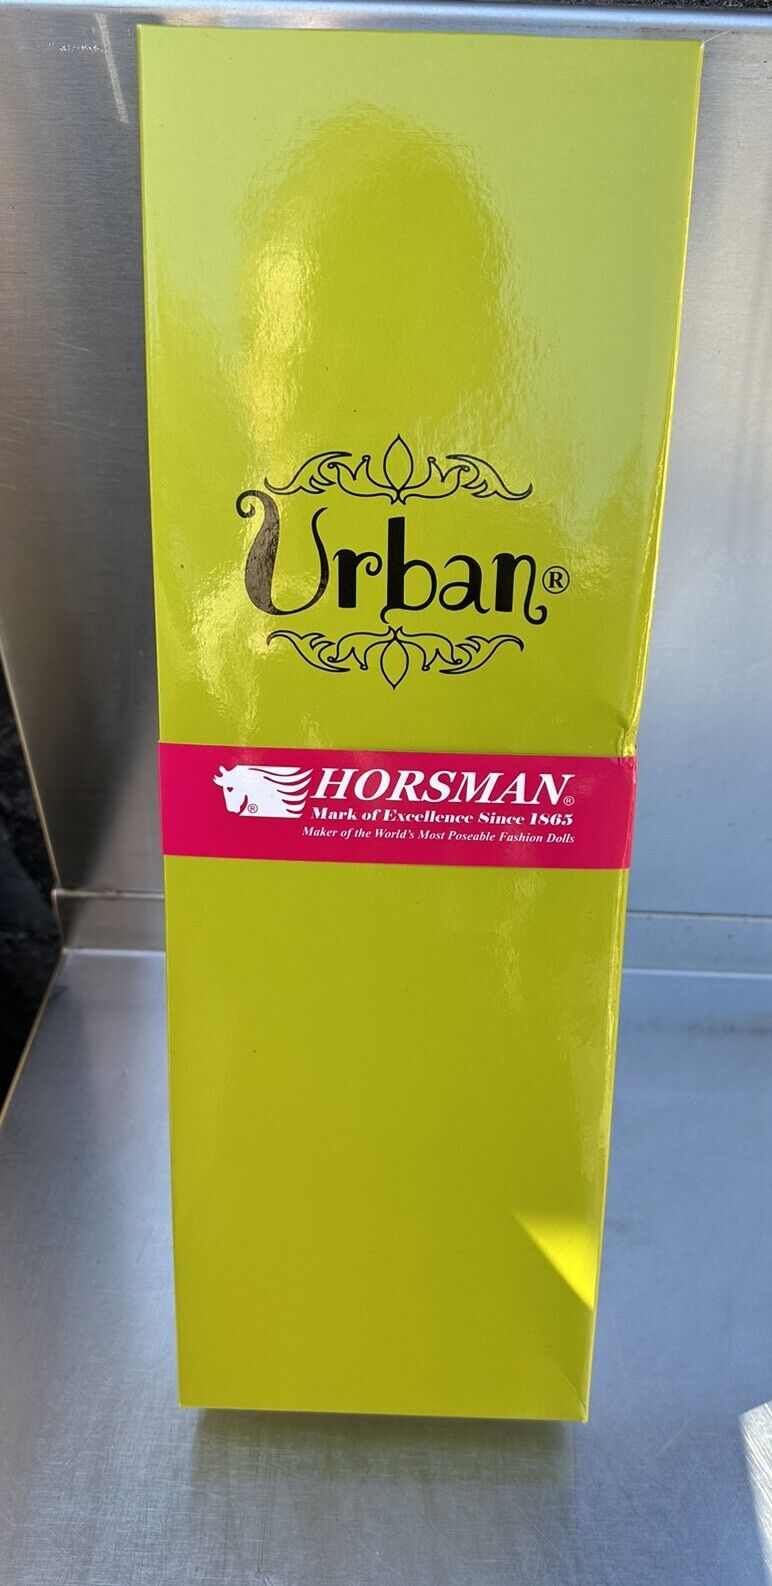 Urban®
HORSMAN®
®
Mark of Excellence Since 1865
Maker of the World's Most Poseable Fashion Dolls